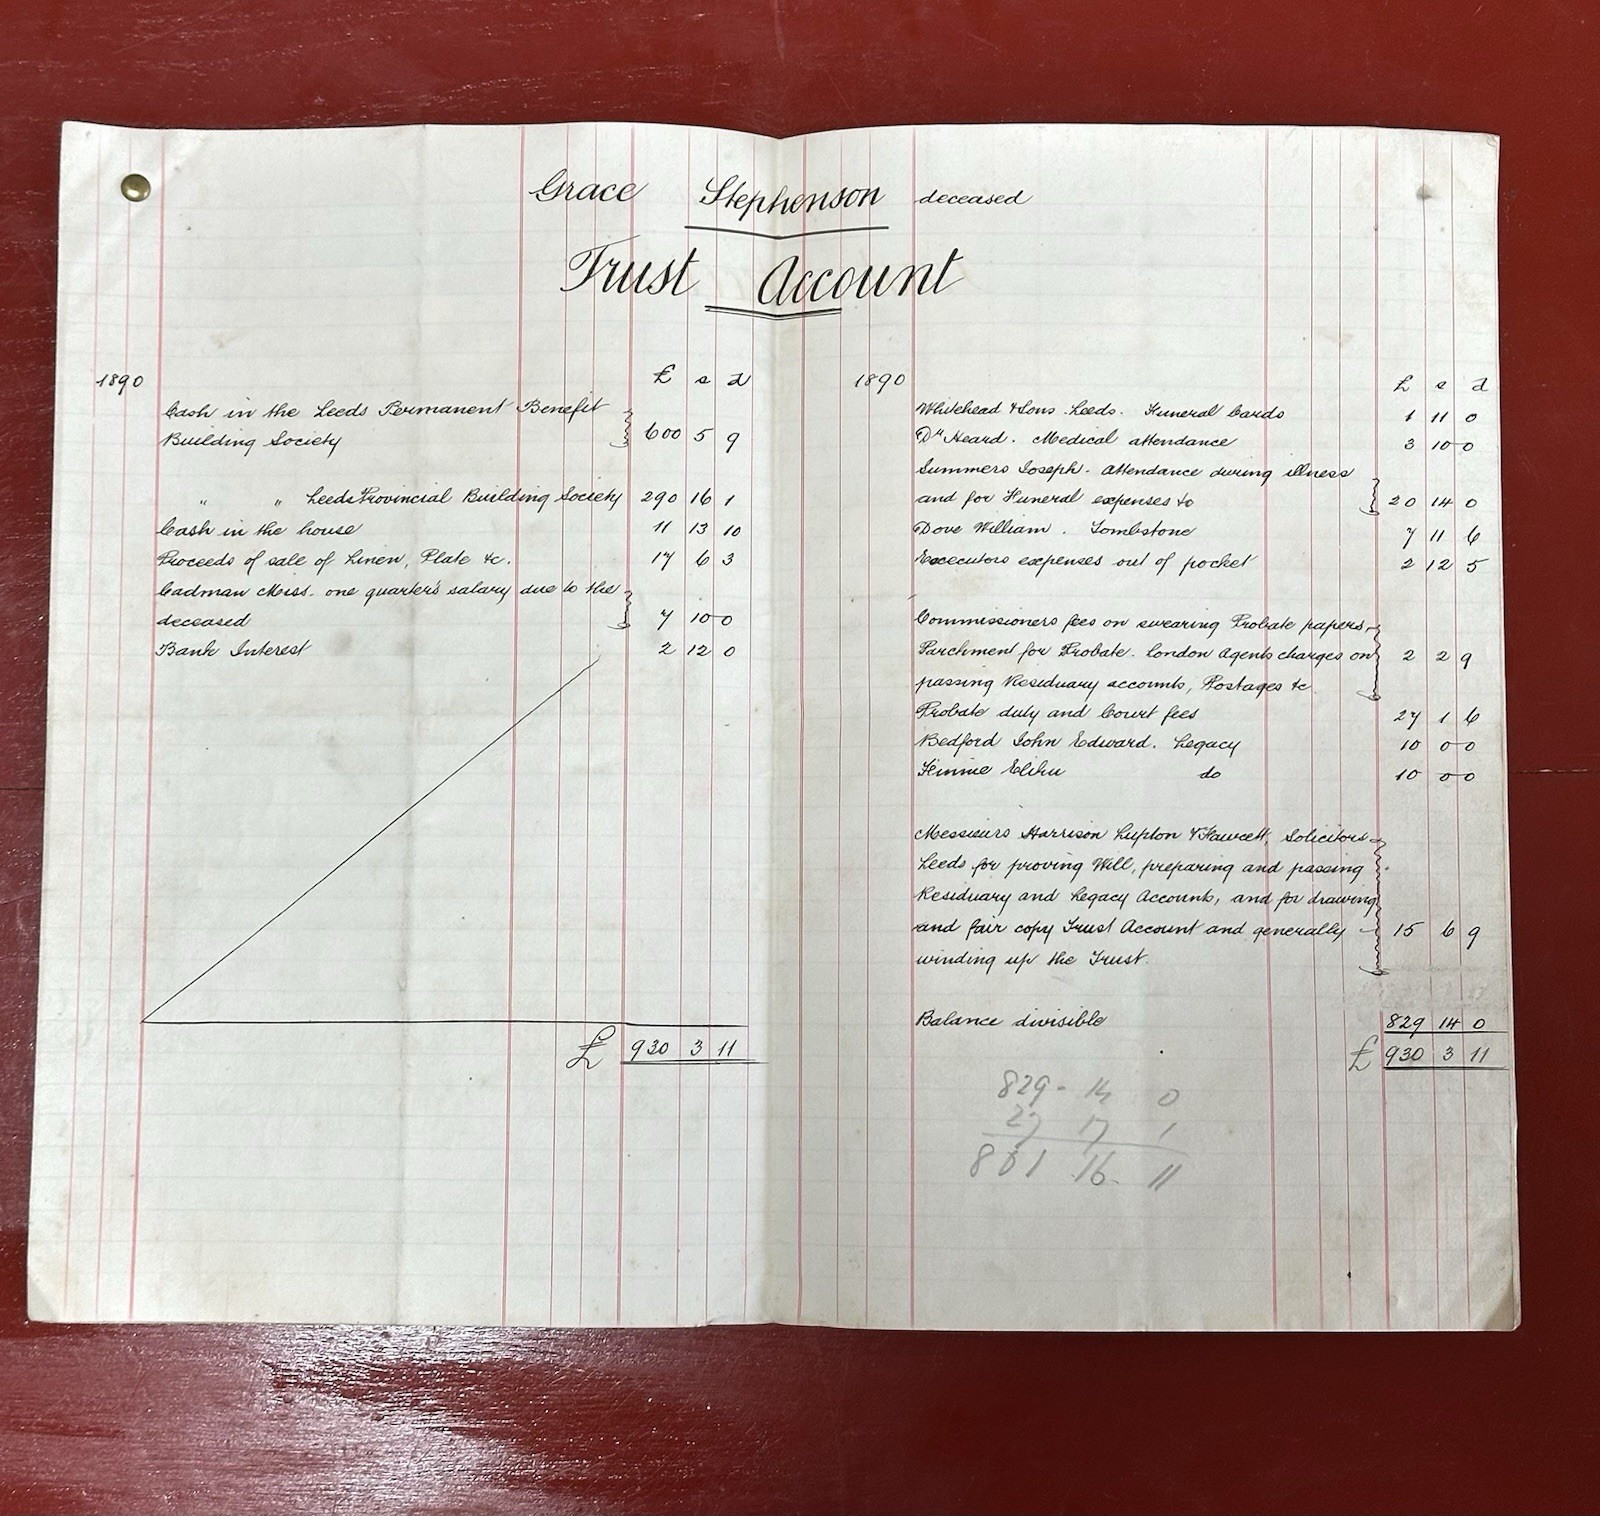 Grace Stephenson deceased
Trust Account
1890
£ s d
Cash in the Leeds Permanent Benefit
Building Society 600 5 9
" " Leeds Provincial Building Society 290 16 1
Cash in the house 11 13 10
Proceeds of sale of Linen, Plate &c. 17 6 3
Cadman Miss. one quarter's salary due to the
deceased 7 10 0
Bank Interest 2 12 0
£ 930 3 11
1890
£ s d
Whitehead & Sons. Leeds. Funeral Cards 1 11 0
Dr Heard. Medical attendance 3 10 0
Summers Joseph. Attendance during illness
and for Funeral expenses &c 20 14 0
Dove William. Tombstone 7 11 6
Executors expenses out of pocket 2 12 5
Commissioners fees on swearing Probate papers,
Parchment for Probate. London Agents charges on 2 2 9
passing Residuary accounts, Postages &c
Probate duty and Court fees 27 1 6
Bedford John Edward. Legacy 10 0 0
Elihu do 10 0 0
Messieurs Harrison Lupton & Fawcett, Solicitors
Leeds for proving Will, preparing and passing
Residuary and Legacy Accounts, and for drawing
and fair copy Trust Account and generally 15 6 9
winding up the Trust.
Balance divisible 829 14 0
£ 930 3 11
829 - 14 0
27 17 1
801 16 11